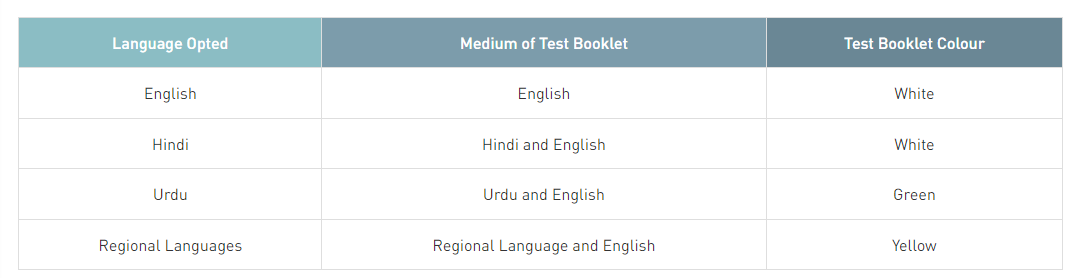 Language Opted Medium of Test Booklet Test Booklet Colour
English English White
Hindi Hindi and English White
Urdu Urdu and English Green
Regional Languages Regional Language and English Yellow